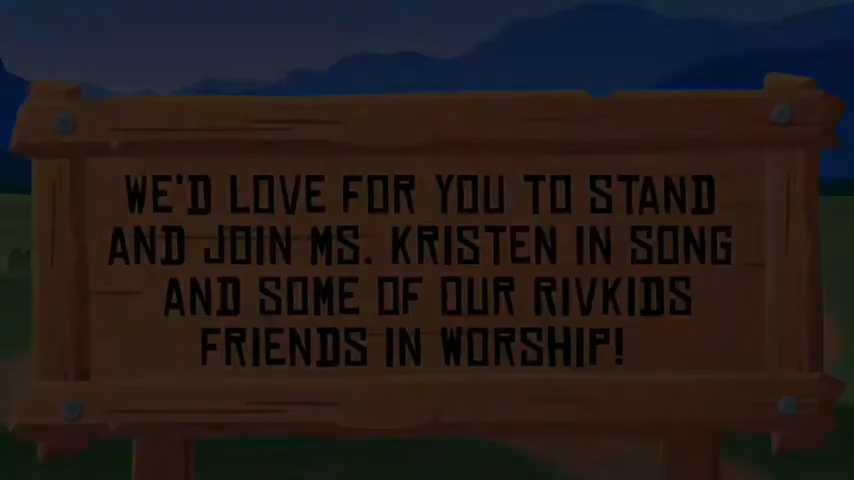 WE'D LOVE FOR YOU TO STAND
AND JOIN MS. KRISTEN IN SONG
AND SOME OF OUR RIVKIDS
FRIENDS IN WORSHIP!